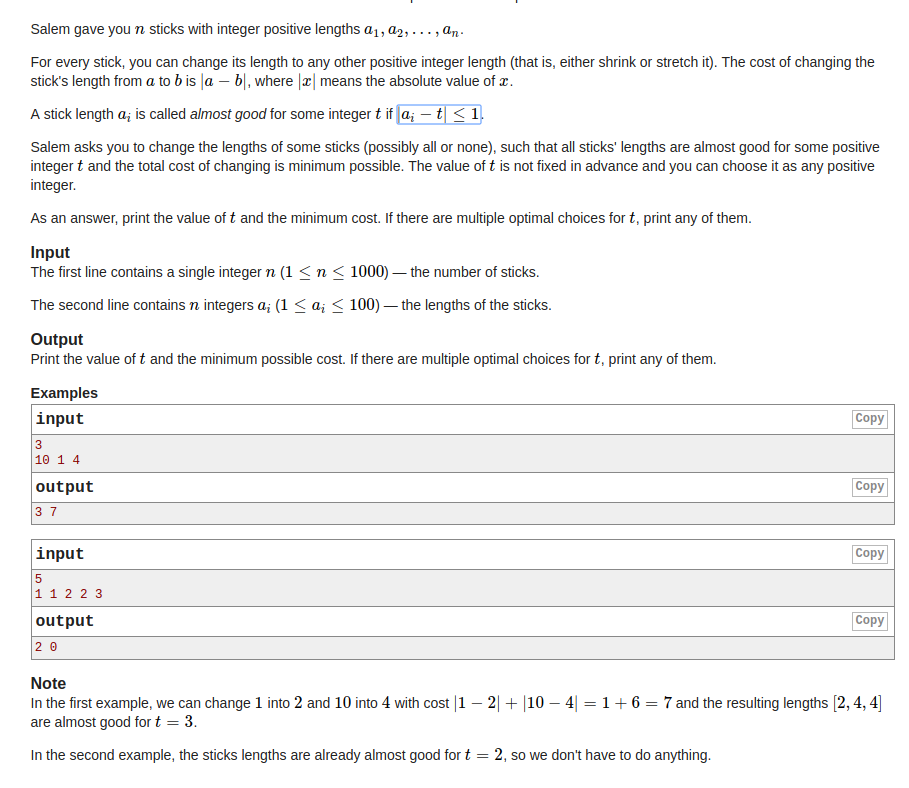 Salem gave you n sticks with integer positive lengths a₁, a₂, . . . , aₙ.
For every stick, you can change its length to any other positive integer length (that is, either shrink or stretch it). The cost of changing the
stick's length from a to b is |a − b|, where |x| means the absolute value of x.
A stick length aᵢ is called almost good for some integer t if |aᵢ − t| ≤ 1.
Salem asks you to change the lengths of some sticks (possibly all or none), such that all sticks' lengths are almost good for some positive
integer t and the total cost of changing is minimum possible. The value of t is not fixed in advance and you can choose it as any positive
integer.
As an answer, print the value of t and the minimum cost. If there are multiple optimal choices for t, print any of them.
Input
The first line contains a single integer n (1 ≤ n ≤ 1000) — the number of sticks.
The second line contains n integers aᵢ (1 ≤ aᵢ ≤ 100) — the lengths of the sticks.
Output
Print the value of t and the minimum possible cost. If there are multiple optimal choices for t, print any of them.
Examples
input Copy
3
10 1 4
output Copy
3 7
input Copy
5
1 1 2 2 3
output Copy
2 0
Note
In the first example, we can change 1 into 2 and 10 into 4 with cost |1 − 2| + |10 − 4| = 1 + 6 = 7 and the resulting lengths [2, 4, 4]
are almost good for t = 3.
In the second example, the sticks lengths are already almost good for t = 2, so we don't have to do anything.